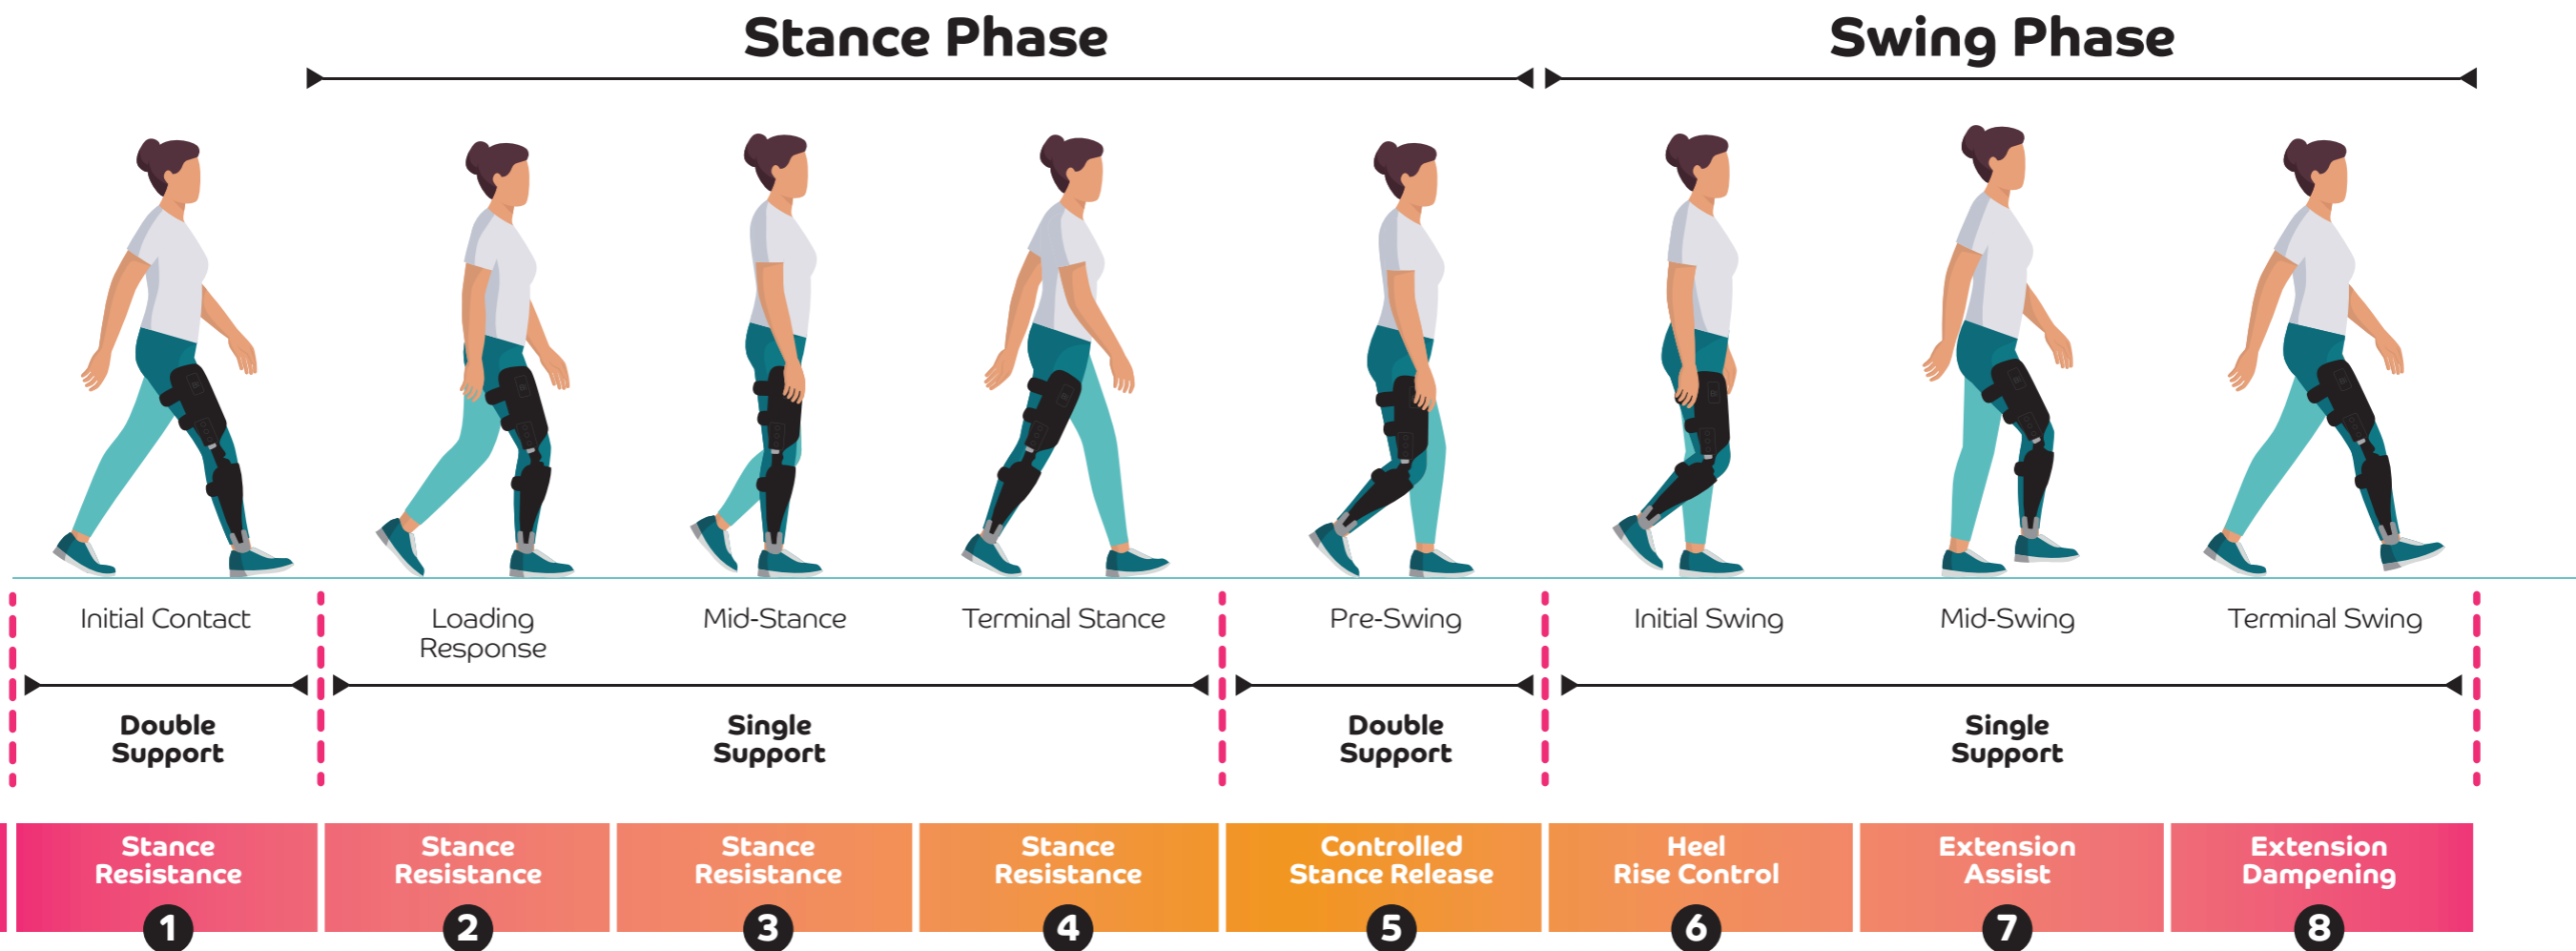 Stance Phase
Swing Phase
Initial Contact
Loading
Response
Mid-Stance
Terminal Stance
Pre-Swing
Initial Swing
Mid-Swing
Terminal Swing
Double
Support
Single
Support
Double
Support
Single
Support
Stance
Resistance
1
Stance
Resistance
2
Stance
Resistance
3
Stance
Resistance
4
Controlled
Stance Release
5
Heel
Rise Control
6
Extension
Assist
7
Extension
Dampening
8